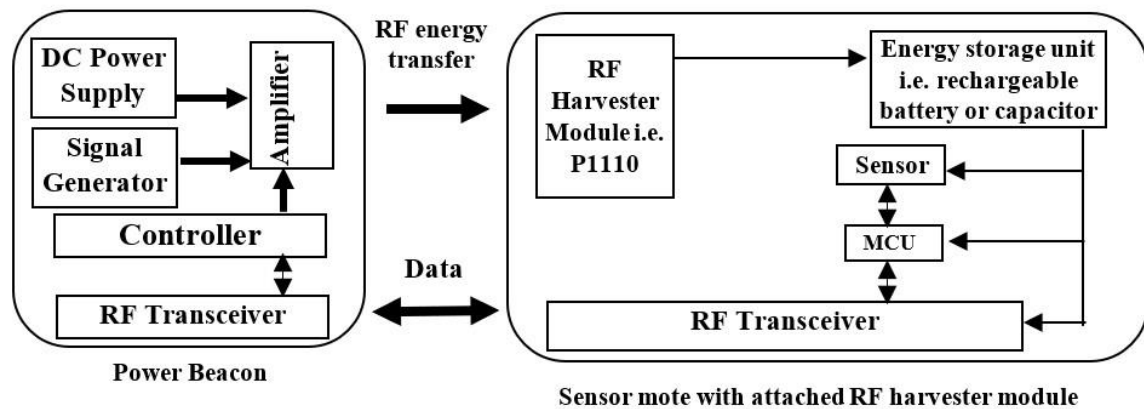 DC Power
Supply
Signal
Generator
Amplifier
Controller
RF Transceiver
Power Beacon
RF energy
transfer
Data
RF
Harvester
Module i.e.
P1110
Energy storage unit
i.e. rechargeable
battery or capacitor
Sensor
MCU
RF Transceiver
Sensor mote with attached RF harvester module